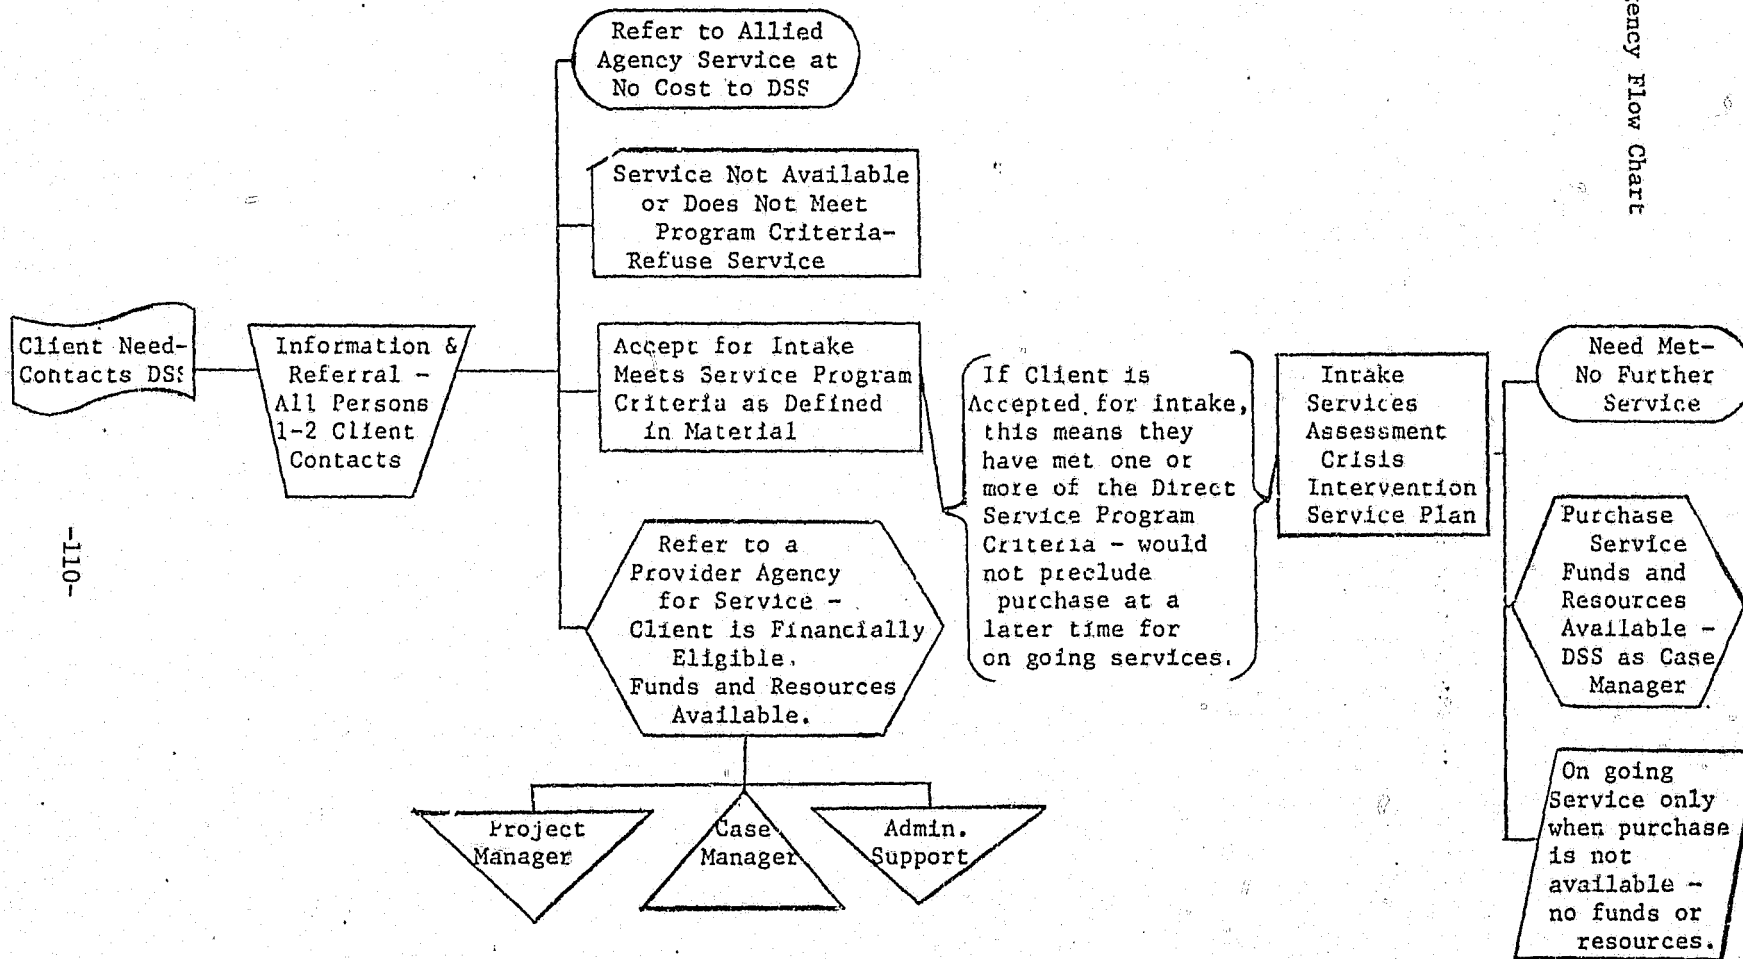 ency Flow Chart
Refer to Allied
Agency Service at
No Cost to DSS
Service Not Available
or Does Not Meet
Program Criteria-
Refuse Service
Client Need-
Contacts DSS
Information &
Referral -
All Persons
1-2 Client
Contacts
Accept for Intake
Meets Service Program
Criteria as Defined
in Material
Refer to a
Provider Agency
for Service -
Client is Financially
Eligible.
Funds and Resources
Available.
Project
Manager
Case
Manager
Admin.
Support
If Client is
Accepted for intake,
this means they
have met one or
more of the Direct
Service Program
Criteria - would
not preclude
purchase at a
later time for
on going services.
Intake
Services
Assessment
Crisis
Intervention
Service Plan
Need Met-
No Further
Service
Purchase
Service
Funds and
Resources
Available -
DSS as Case
Manager
On going
Service only
when purchase
is not
available -
no funds or
resources.
-110-